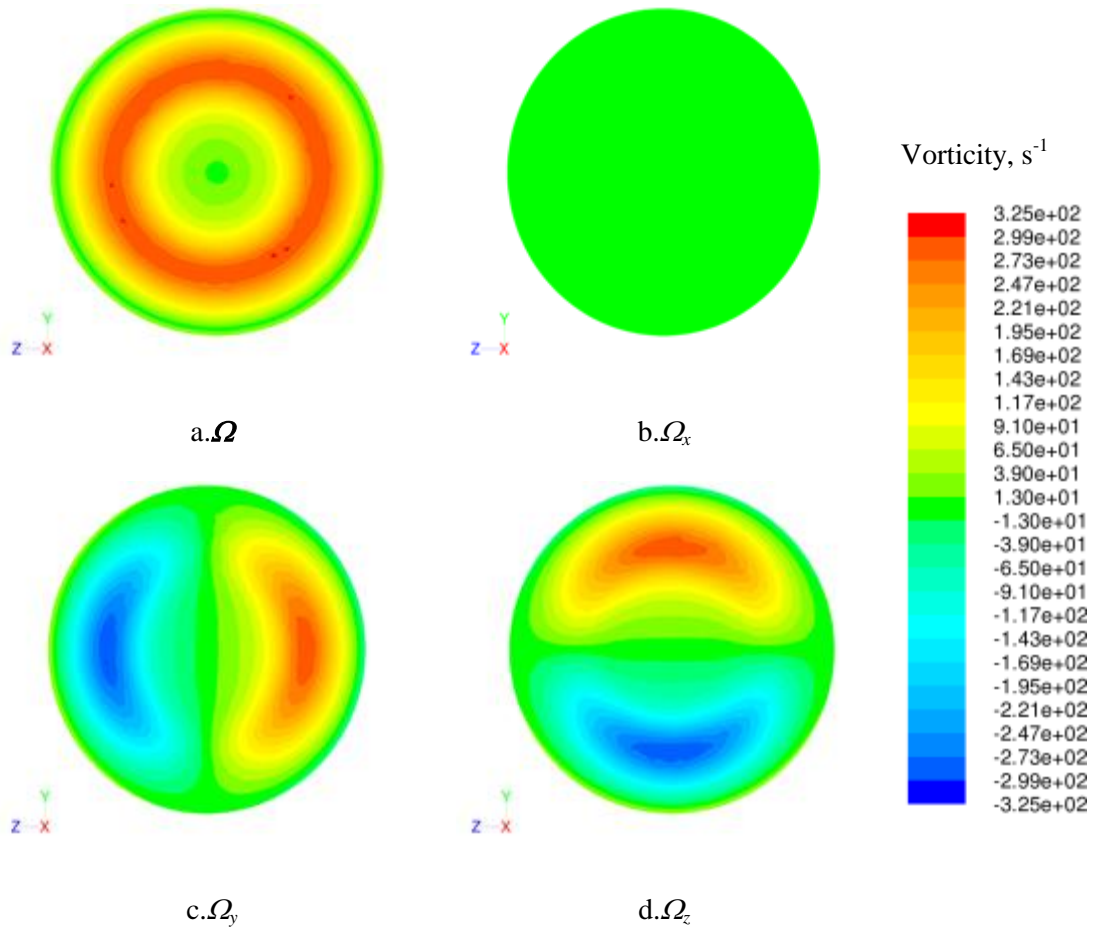 Y
Z X
a.Ω
Y
Z X
b.Ωx
Vorticity, s-1
3.25e+02
2.99e+02
2.73e+02
2.47e+02
2.21e+02
1.95e+02
1.69e+02
1.43e+02
1.17e+02
9.10e+01
6.50e+01
3.90e+01
1.30e+01
-1.30e+01
-3.90e+01
-6.50e+01
-9.10e+01
-1.17e+02
-1.43e+02
-1.69e+02
-1.95e+02
-2.21e+02
-2.47e+02
-2.73e+02
-2.99e+02
-3.25e+02
Y
Z X
c.Ωy
Y
Z X
d.Ωz